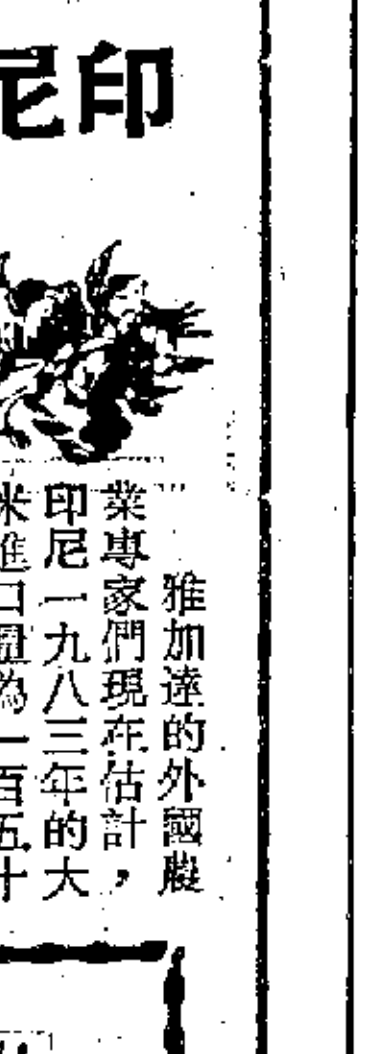 印尼
雅加達的外國農
業專家們現在估計，
印尼一九八三年的大
米進口量為一百五十